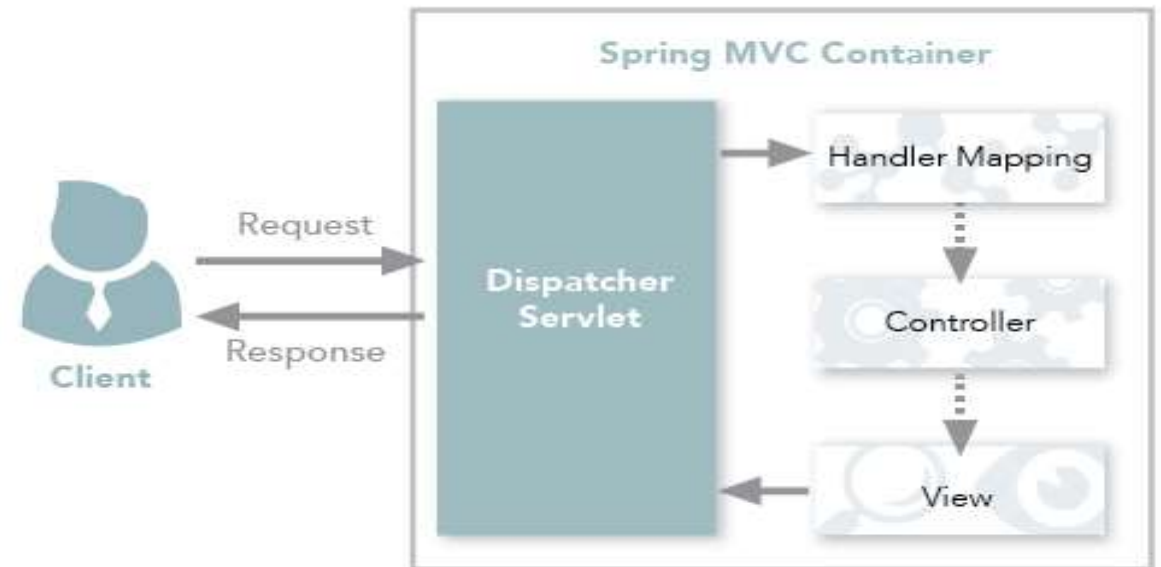 Spring MVC Container
Handler Mapping
Request
Dispatcher
Servlet
Controller
Response
Client
View